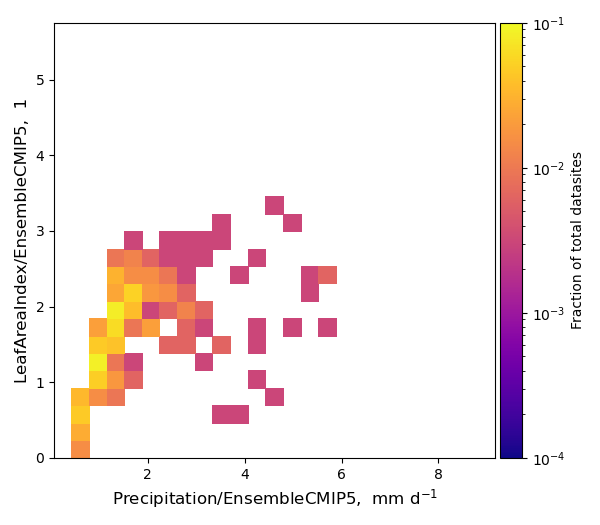 LeafAreaIndex/EnsembleCMIP5,  1
5
4
3
2
1
0
2 4 6 8
Precipitation/EnsembleCMIP5,  mm d⁻¹
10⁻¹
10⁻²
10⁻³
10⁻⁴
Fraction of total datasites